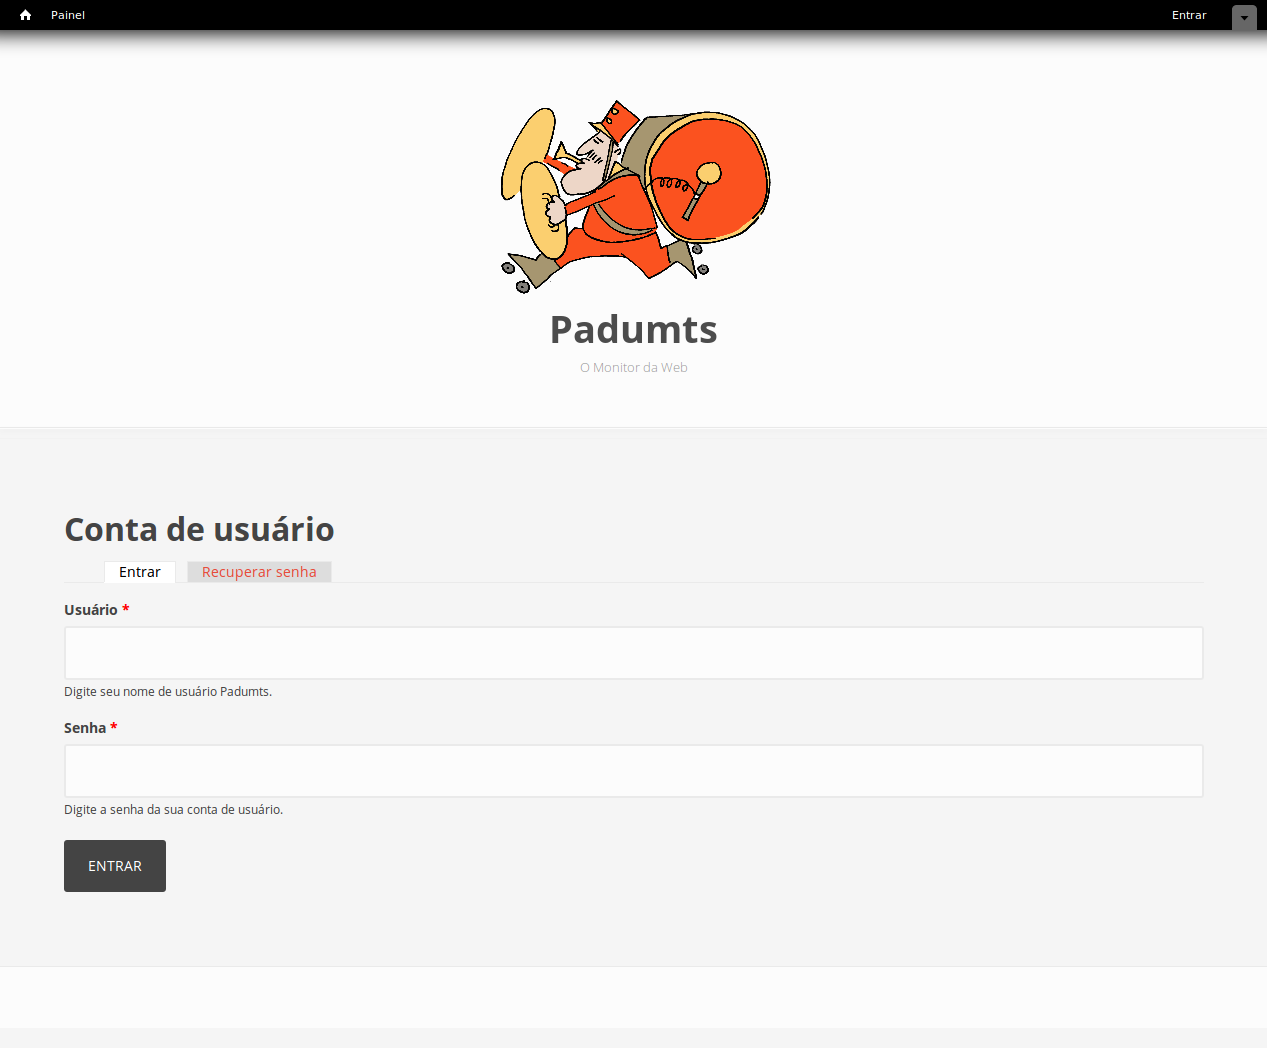 Painel
Entrar
Padumts
O Monitor da Web
Conta de usuário
Entrar
Recuperar senha
Usuário *
Digite seu nome de usuário Padumts.
Senha *
Digite a senha da sua conta de usuário.
ENTRAR